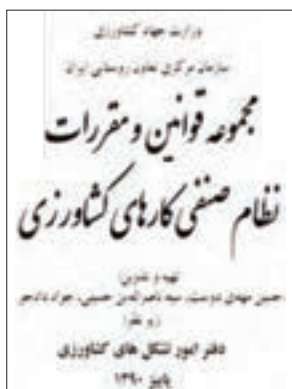 وزارت جهاد کشاورزی
سازمان مرکزی تعاون روستایی ایران
مجموعه قوانین و مقررات
نظام صنفی کارهای کشاورزی
تهیه و تدوین:
حسین مهدی دوست، سید ناصرالدین حسینی، جواد
(زیر نظر)
دفتر امور تشکل های کشاورزی
پاییز ۱۳۹۰